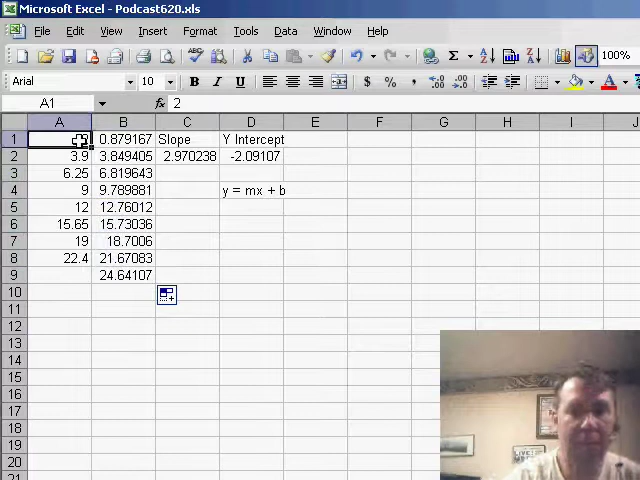 Microsoft Excel - Podcast620.xls
File Edit View Insert Format Tools Data Window Help
Σ 100%
Arial 10 B I U $ % ,
A1 fx 2
A B C D E F G H I J
1 0.879167 Slope Y Intercept
2 3.9 3.849405 2.970238 -2.09107
3 6.25 6.819643
4 9 9.789881 y = mx + b
5 12 12.76012
6 15.65 15.73036
7 19 18.7006
8 22.4 21.67083
9 24.64107
10
11
12
13
14
15
16
17
18
19
20
21